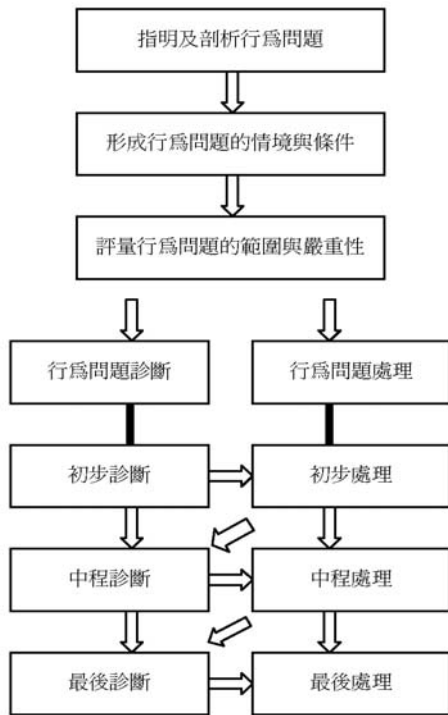 指明及剖析行爲問題
形成行爲問題的情境與條件
評量行爲問題的範圍與嚴重性
行爲問題診斷
行爲問題處理
初步診斷
初步處理
中程診斷
中程處理
最後診斷
最後處理